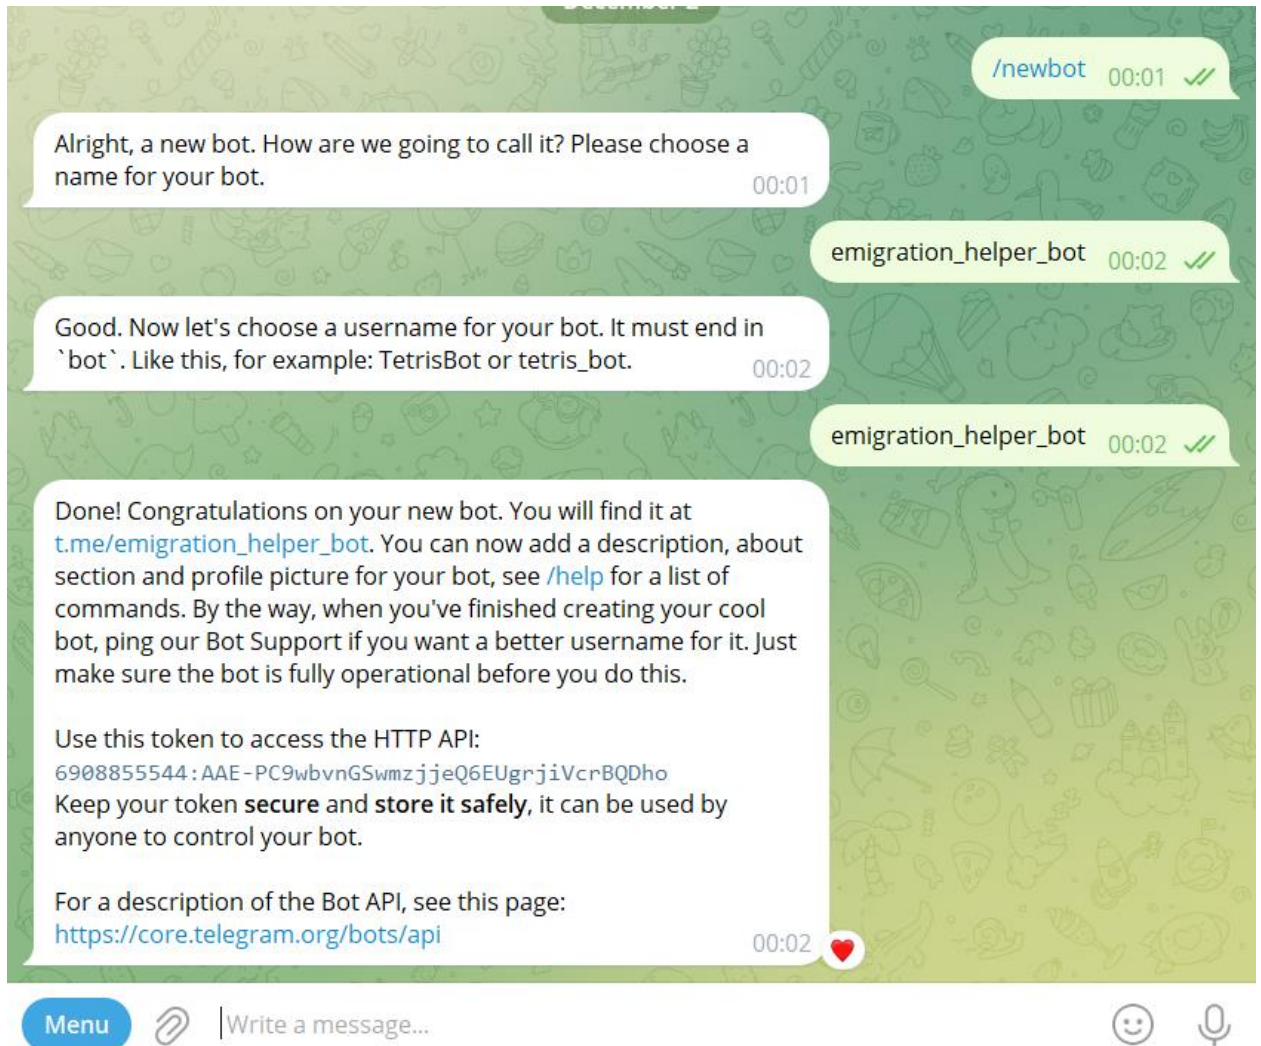 December 2
/newbot 00:01
Alright, a new bot. How are we going to call it? Please choose a
name for your bot.
00:01
emigration_helper_bot 00:02
Good. Now let's choose a username for your bot. It must end in
`bot`. Like this, for example: TetrisBot or tetris_bot.
00:02
emigration_helper_bot 00:02
Done! Congratulations on your new bot. You will find it at
t.me/emigration_helper_bot. You can now add a description, about
section and profile picture for your bot, see /help for a list of
commands. By the way, when you've finished creating your cool
bot, ping our Bot Support if you want a better username for it. Just
make sure the bot is fully operational before you do this.
Use this token to access the HTTP API:
6908855544:AAE-PC9wbvnGSwmzjjeQ6EUgrjiVcrBQDho
Keep your token secure and store it safely, it can be used by
anyone to control your bot.
For a description of the Bot API, see this page:
https://core.telegram.org/bots/api
00:02
Menu Write a message...